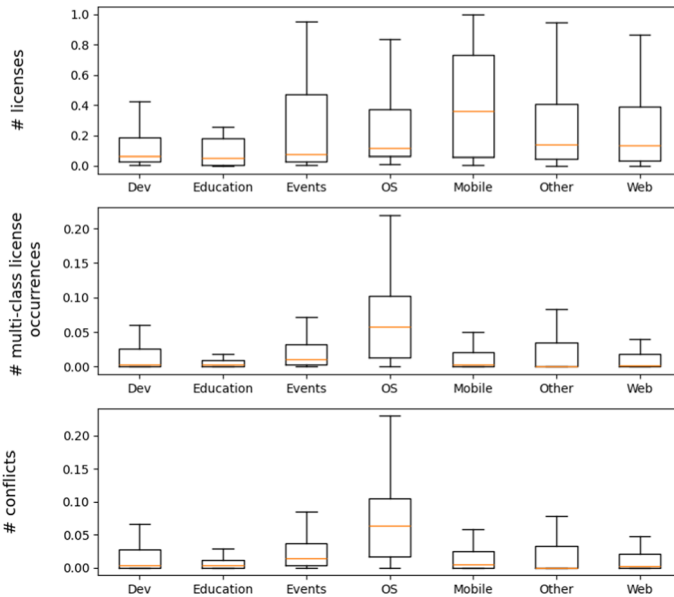 # licenses
1.0
0.8
0.6
0.4
0.2
0.0
Dev Education Events OS Mobile Other Web
# multi-class license
occurrences
0.20
0.15
0.10
0.05
0.00
Dev Education Events OS Mobile Other Web
# conflicts
0.20
0.15
0.10
0.05
0.00
Dev Education Events OS Mobile Other Web